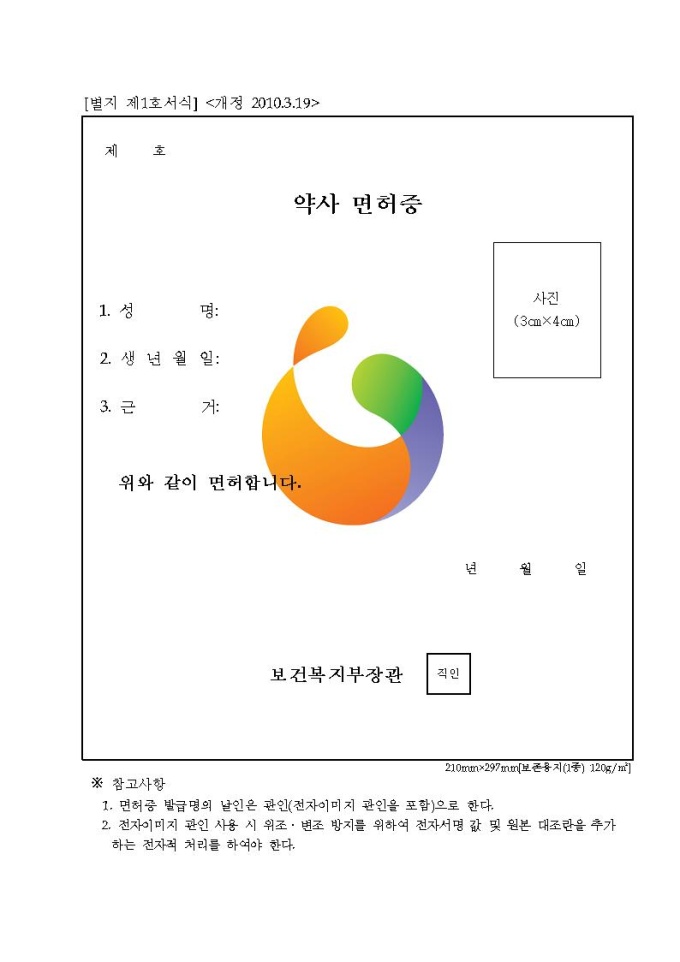 [별지 제1호서식] <개정 2010.3.19>
제 호
약사 면허증
사진
(3㎝×4㎝)
1. 성 명:
2. 생 년 월 일:
3. 근 거:
위와 같이 면허합니다.
년 월 일
보건복지부장관 직인
210mm×297mm[보존용지(1종) 120g/㎡]
※ 참고사항
1. 면허증 발급명의 날인은 관인(전자이미지 관인을 포함)으로 한다.
2. 전자이미지 관인 사용 시 위조·변조 방지를 위하여 전자서명 값 및 원본 대조란을 추가
하는 전자적 처리를 하여야 한다.